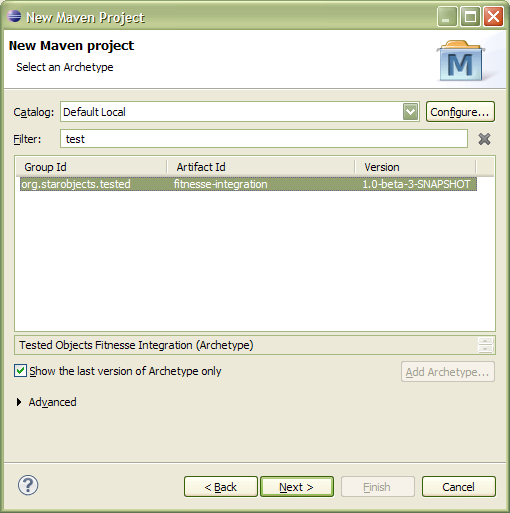 New Maven Project
New Maven project
Select an Archetype
M
Catalog: Default Local Configure...
Filter: test
Group Id Artifact Id Version
org.starobjects.tested fitnesse-integration 1.0-beta-3-SNAPSHOT
Tested Objects Fitnesse Integration (Archetype)
Show the last version of Archetype only Add Archetype...
Advanced
? < Back Next > Finish Cancel